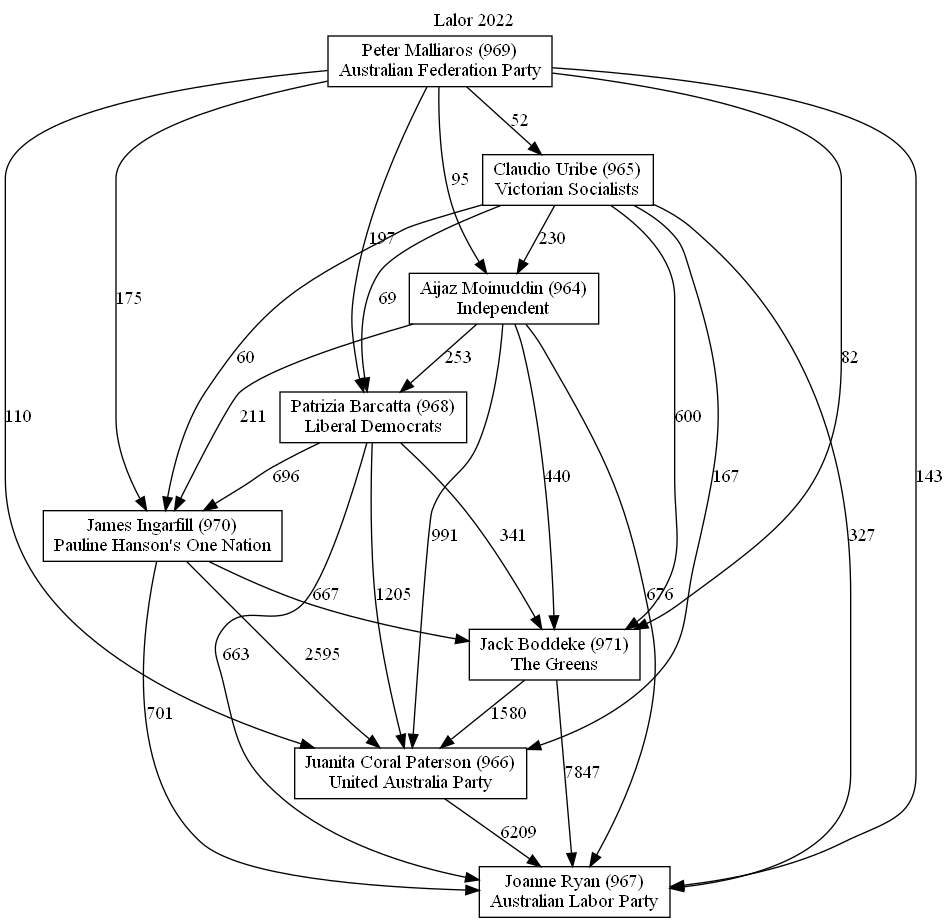 Lalor 2022
Peter Malliaros (969)
Australian Federation Party
52
Claudio Uribe (965)
Victorian Socialists
95
197
230
69
175
Aijaz Moinuddin (964)
Independent
60
253
82
110
211
600
Patrizia Barcatta (968)
Liberal Democrats
696
440
167
143
991
341
327
James Ingarfill (970)
Pauline Hanson's One Nation
667
1205
676
663
2595
Jack Boddeke (971)
The Greens
701
1580
Juanita Coral Paterson (966)
United Australia Party
7847
6209
Joanne Ryan (967)
Australian Labor Party